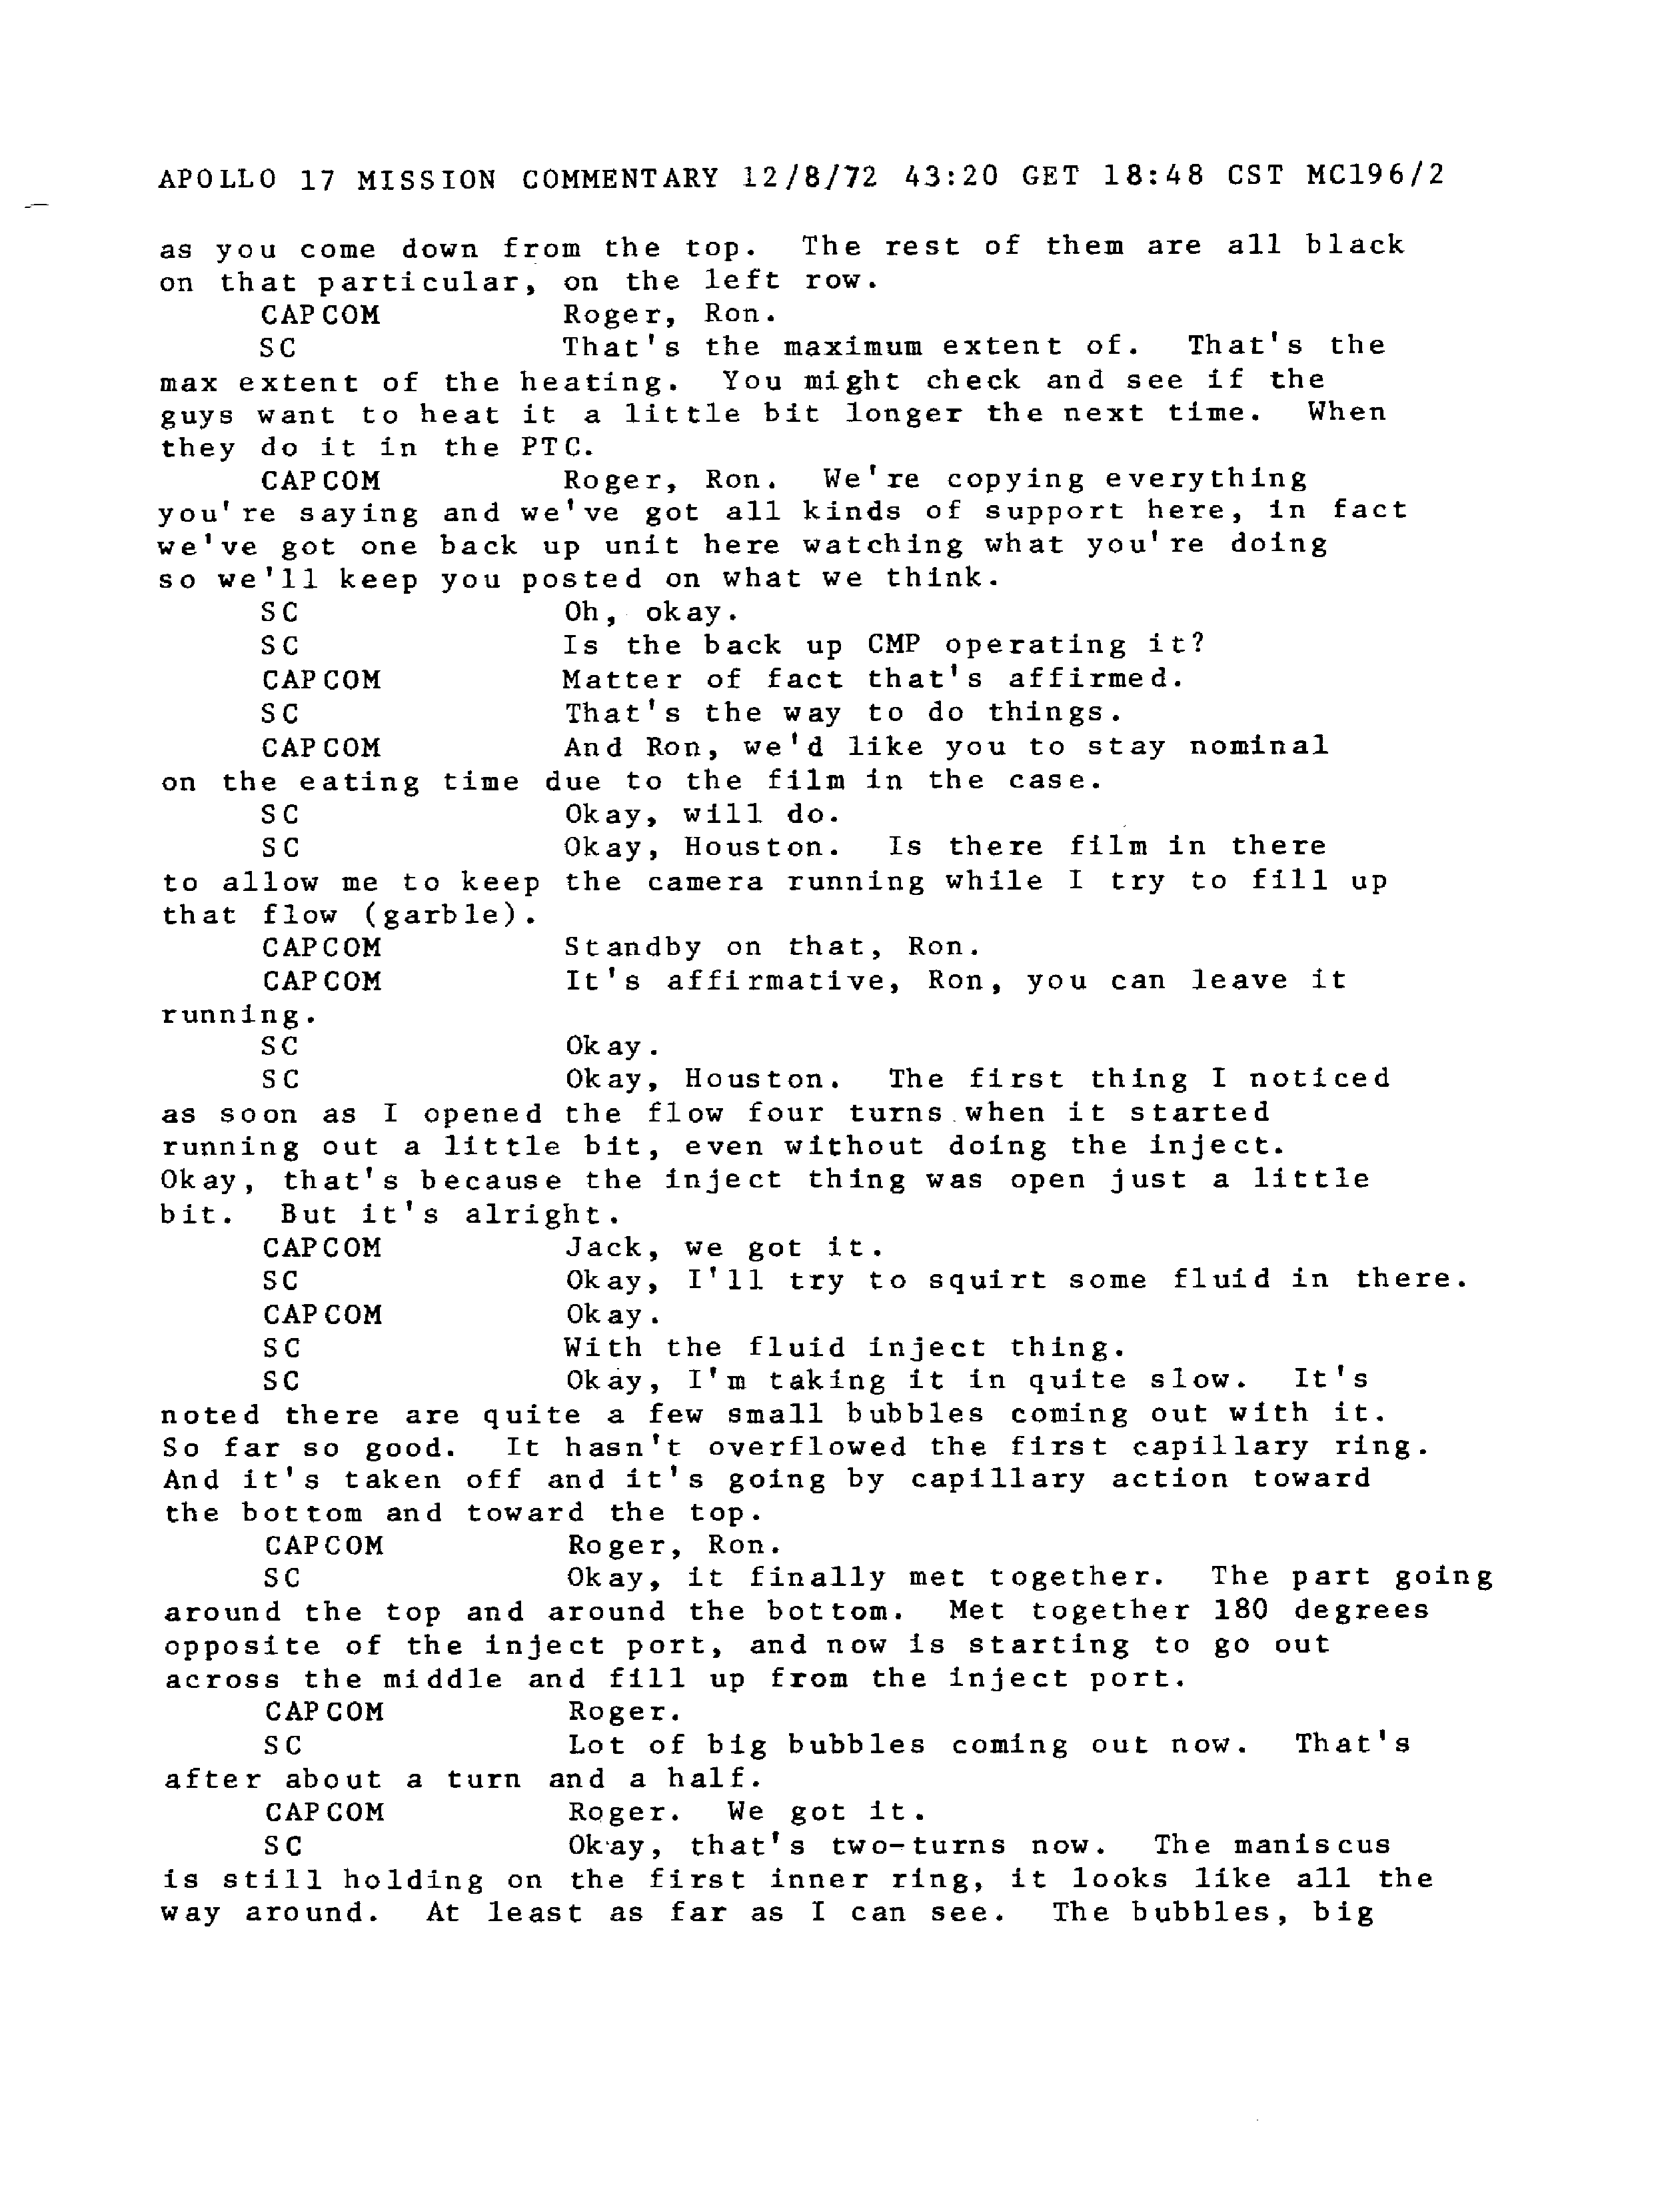 APOLLO 17 MISSION COMMENTARY 12/8/72 43:20 GET 18:48 CST MC196/2
as you come down from the top. The rest of them are all black
on that particular, on the left row.
CAPCOM Roger, Ron.
SC That's the maximum extent of. That's the
max extent of the heating. You might check and see if the
guys want to heat it a little bit longer the next time. When
they do it in the PTC.
CAPCOM Roger, Ron. We're copying everything
you're saying and we've got all kinds of support here, in fact
we've got one back up unit here watching what you're doing
so we'll keep you posted on what we think.
SC Oh, okay.
SC Is the back up CMP operating it?
CAPCOM Matter of fact that's affirmed.
SC That's the way to do things.
CAPCOM And Ron, we'd like you to stay nominal
on the eating time due to the film in the case.
SC Okay, will do.
SC Okay, Houston. Is there film in there
to allow me to keep the camera running while I try to fill up
that flow (garble).
CAPCOM Standby on that, Ron.
CAPCOM It's affirmative, Ron, you can leave it
running.
SC Okay.
SC Okay, Houston. The first thing I noticed
as soon as I opened the flow four turns when it started
running out a little bit, even without doing the inject.
Okay, that's because the inject thing was open just a little
bit. But it's alright.
CAPCOM Jack, we got it.
SC Okay, I'll try to squirt some fluid in there.
CAPCOM Okay.
SC With the fluid inject thing.
SC Okay, I'm taking it in quite slow. It's
noted there are quite a few small bubbles coming out with it.
So far so good. It hasn't overflowed the first capillary ring.
And it's taken off and it's going by capillary action toward
the bottom and toward the top.
CAPCOM Roger, Ron.
SC Okay, it finally met together. The part going
around the top and around the bottom. Met together 180 degrees
opposite of the inject port, and now is starting to go out
across the middle and fill up from the inject port.
CAPCOM Roger.
SC Lot of big bubbles coming out now. That's
after about a turn and a half.
CAPCOM Roger. We got it.
SC Okay, that's two-turns now. The maniscus
is still holding on the first inner ring, it looks like all the
way around. At least as far as I can see. The bubbles, big